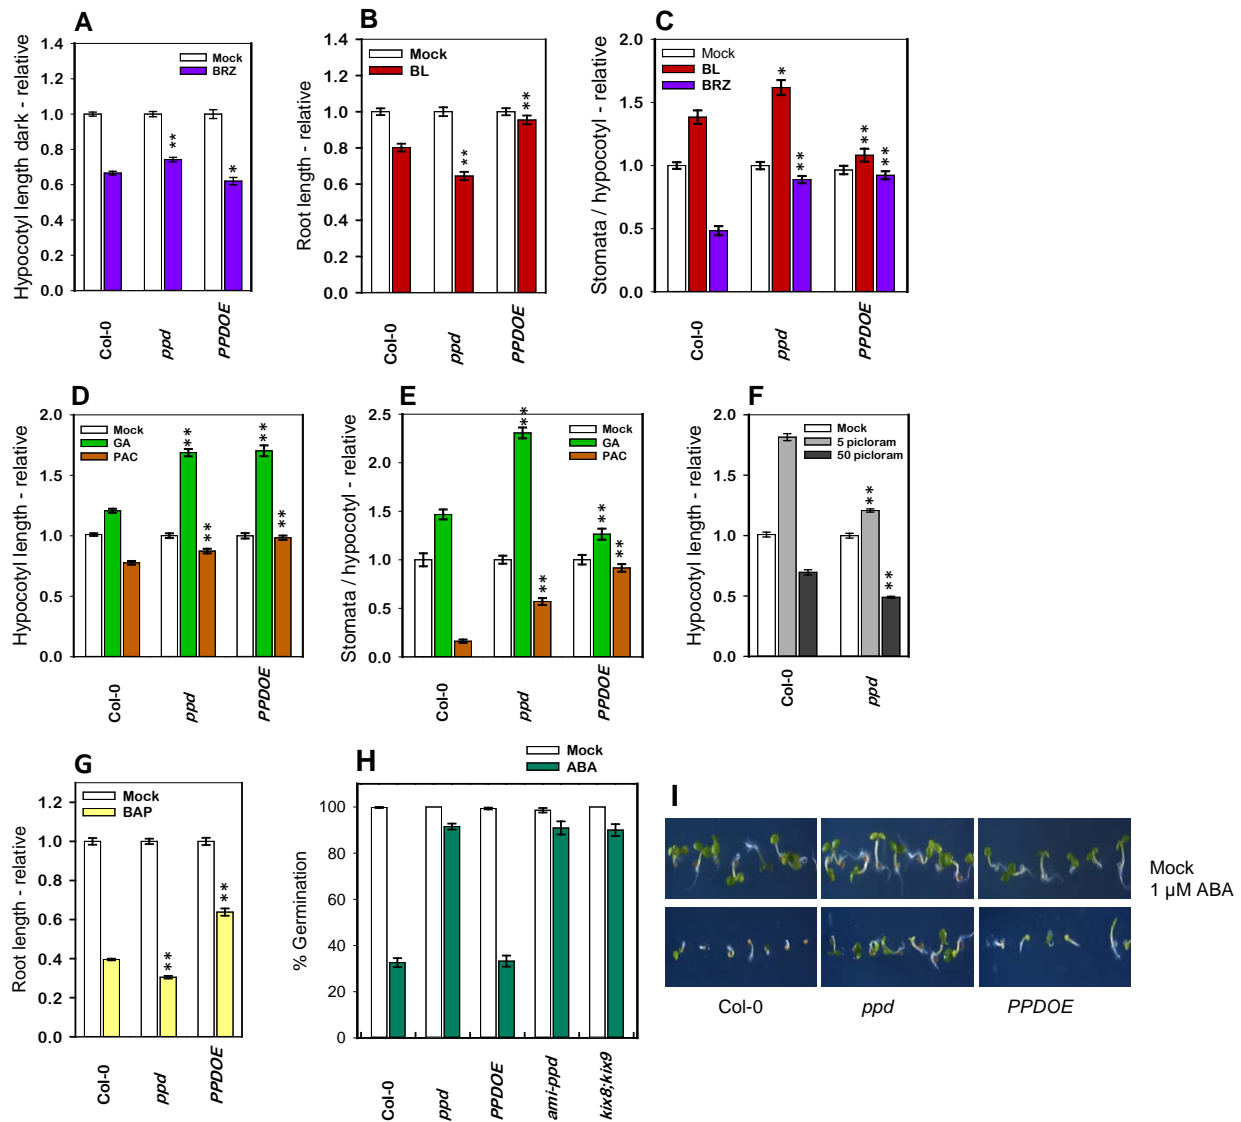 A
Hypocotyl length dark - relative
1.4
1.2
1.0
0.8
0.6
0.4
0.2
0.0
Mock
BRZ
**
*
Col-0
ppd
PPDOE
B
Root length - relative
1.4
1.2
1.0
0.8
0.6
0.4
0.2
0.0
Mock
BL
**
**
Col-0
ppd
PPDOE
C
Stomata / hypocotyl - relative
2.0
1.5
1.0
0.5
0.0
Mock
BL
BRZ
*
**
**
**
Col-0
ppd
PPDOE
D
Hypocotyl length - relative
2.0
1.5
1.0
0.5
0.0
Mock
GA
PAC
**
**
**
**
Col-0
ppd
PPDOE
E
Stomata / hypocotyl - relative
2.5
2.0
1.5
1.0
0.5
0.0
Mock
GA
PAC
**
**
**
**
Col-0
ppd
PPDOE
F
Hypocotyl length - relative
2.0
1.5
1.0
0.5
0.0
Mock
5 picloram
50 picloram
**
**
Col-0
ppd
G
Root length - relative
1.2
1.0
0.8
0.6
0.4
0.2
0.0
Mock
BAP
**
**
Col-0
ppd
PPDOE
H
% Germination
100
80
60
40
20
0
Mock
ABA
Col-0
ppd
PPDOE
ami-ppd
kix8;kix9
I
Mock
1 µM ABA
Col-0
ppd
PPDOE